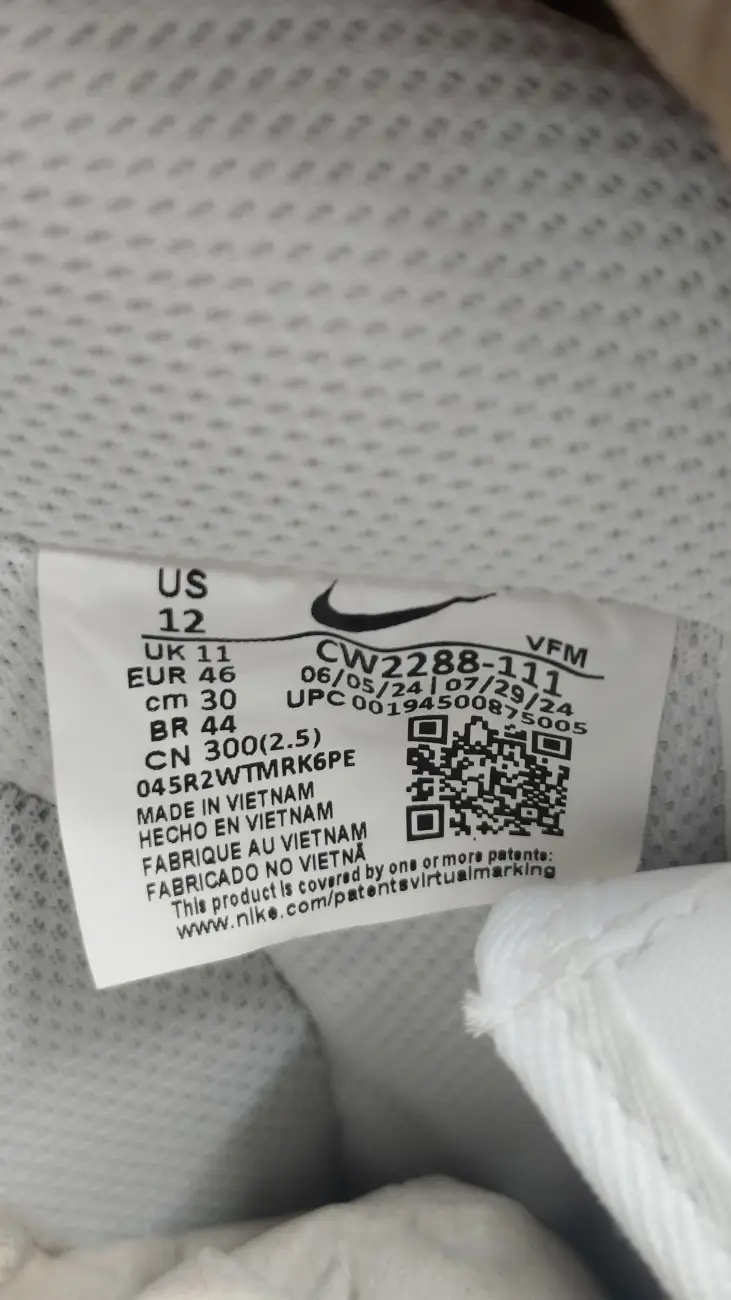 US
12
UK 11
EUR 46
cm 30
BR 44
CN 300(2.5)
045R2WTMRK6PE
MADE IN VIETNAM
HECHO EN VIETNAM
FABRIQUE AU VIETNAM
FABRICADO NO VIETNÃ
VFM
CW2288-111
06/05/24 | 07/29/24
UPC 00194500875005
This product is covered by one or more patents:
www.nike.com/patentsvirtualmarking